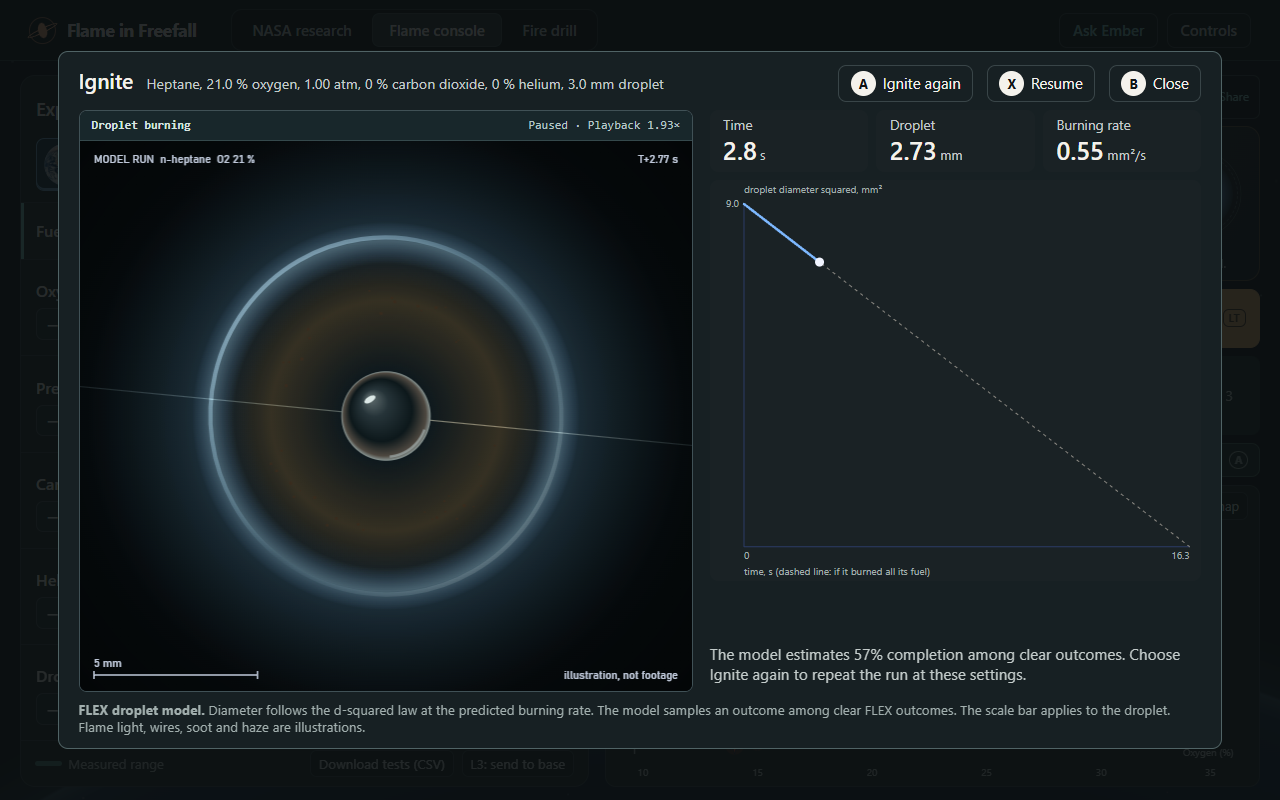 Flame in Freefall
NASA research
Flame console
Fire drill
Ask Ember
Controls
Ignite
Heptane, 21.0 % oxygen, 1.00 atm, 0 % carbon dioxide, 0 % helium, 3.0 mm droplet
A Ignite again
X Resume
B Close
Share
Droplet burning
Paused · Playback 1.93×
MODEL RUN n-heptane O2 21 %
T+2.77 s
5 mm
illustration, not footage
Time
2.8 s
Droplet
2.73 mm
Burning rate
0.55 mm²/s
droplet diameter squared, mm²
9.0
0
16.3
time, s (dashed line: if it burned all its fuel)
The model estimates 57% completion among clear outcomes. Choose
Ignite again to repeat the run at these settings.
FLEX droplet model. Diameter follows the d-squared law at the predicted burning rate. The model samples an outcome among clear FLEX outcomes. The scale bar applies to the droplet.
Flame light, wires, soot and haze are illustrations.
LT
3
A
Measured range
Download tests (CSV)
L3: send to base
Oxygen (%)
10
15
20
25
30
35